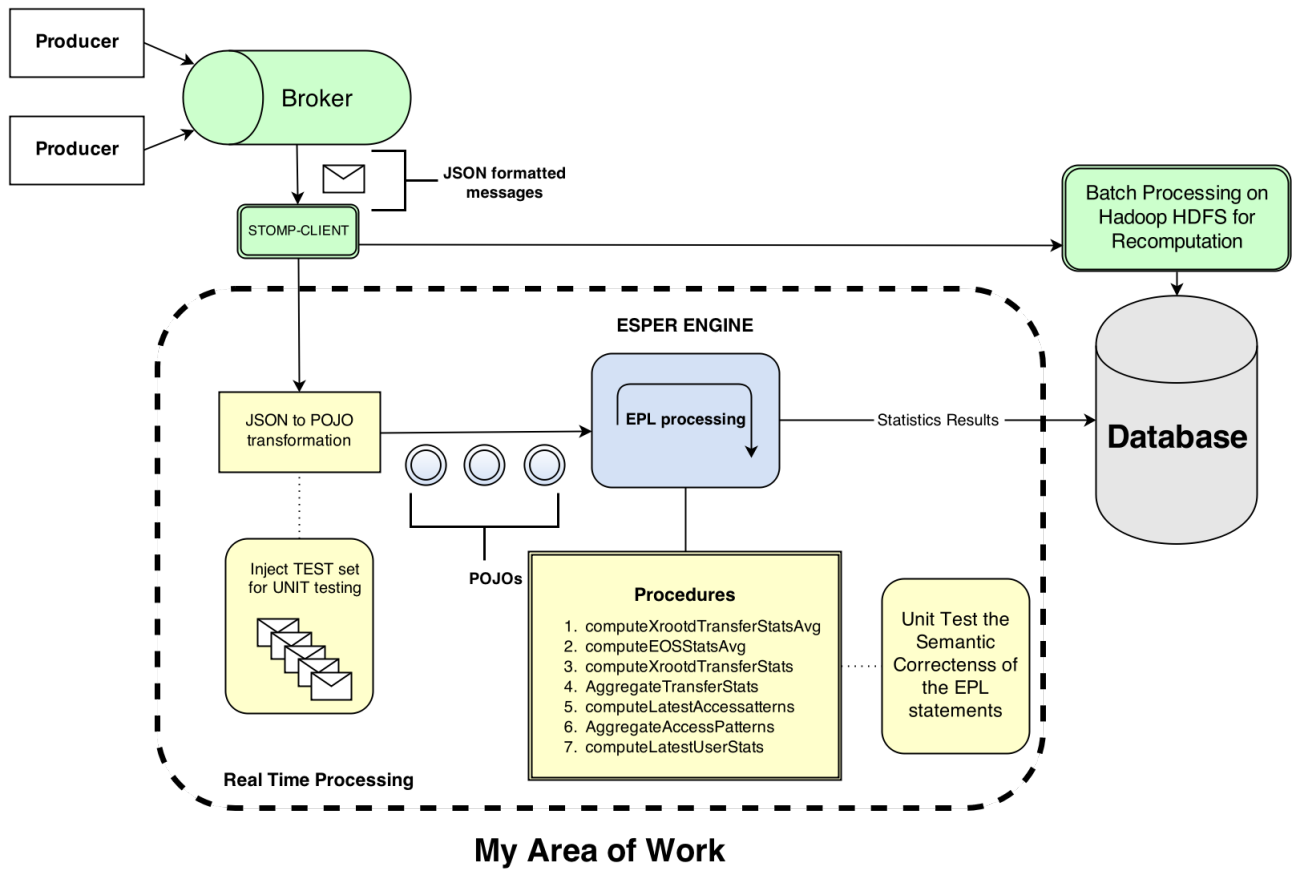 Producer
Broker
Producer
JSON formatted
messages
STOMP-CLIENT
Batch Processing on
Hadoop HDFS for
Recomputation
ESPER ENGINE
JSON to POJO
transformation
EPL processing
Statistics Results
Database
Inject TEST set
for UNIT testing
POJOs
Procedures
1. computeXrootdTransferStatsAvg
2. computeEOSStatsAvg
3. computeXrootdTransferStats
4. AggregateTransferStats
5. computeLatestAccessatterns
6. AggregateAccessPatterns
7. computeLatestUserStats
Unit Test the
Semantic
Correctenss of
the EPL
statements
Real Time Processing
My Area of Work